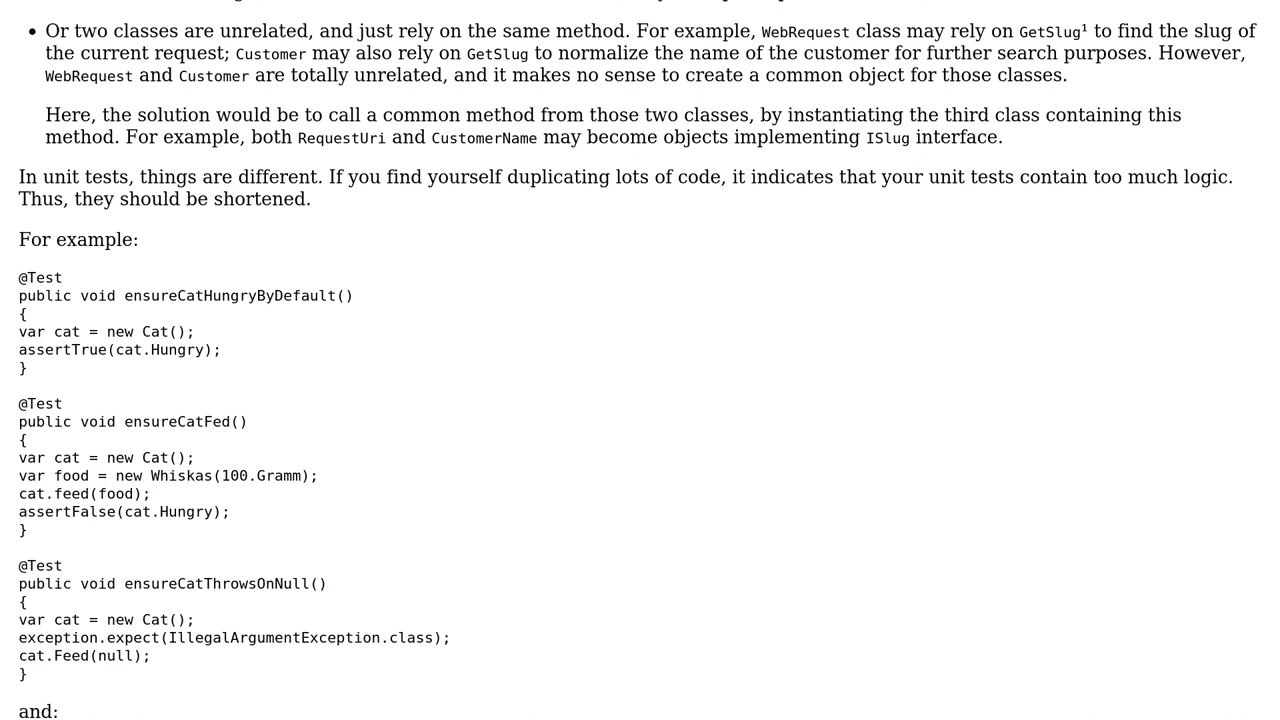 • Or two classes are unrelated, and just rely on the same method. For example, WebRequest class may rely on GetSlug¹ to find the slug of
the current request; Customer may also rely on GetSlug to normalize the name of the customer for further search purposes. However,
WebRequest and Customer are totally unrelated, and it makes no sense to create a common object for those classes.
Here, the solution would be to call a common method from those two classes, by instantiating the third class containing this
method. For example, both RequestUri and CustomerName may become objects implementing ISlug interface.
In unit tests, things are different. If you find yourself duplicating lots of code, it indicates that your unit tests contain too much logic.
Thus, they should be shortened.
For example:
@Test
public void ensureCatHungryByDefault()
{
var cat = new Cat();
assertTrue(cat.Hungry);
}
@Test
public void ensureCatFed()
{
var cat = new Cat();
var food = new Whiskas(100.Gramm);
cat.feed(food);
assertFalse(cat.Hungry);
}
@Test
public void ensureCatThrowsOnNull()
{
var cat = new Cat();
exception.expect(IllegalArgumentException.class);
cat.Feed(null);
}
and: